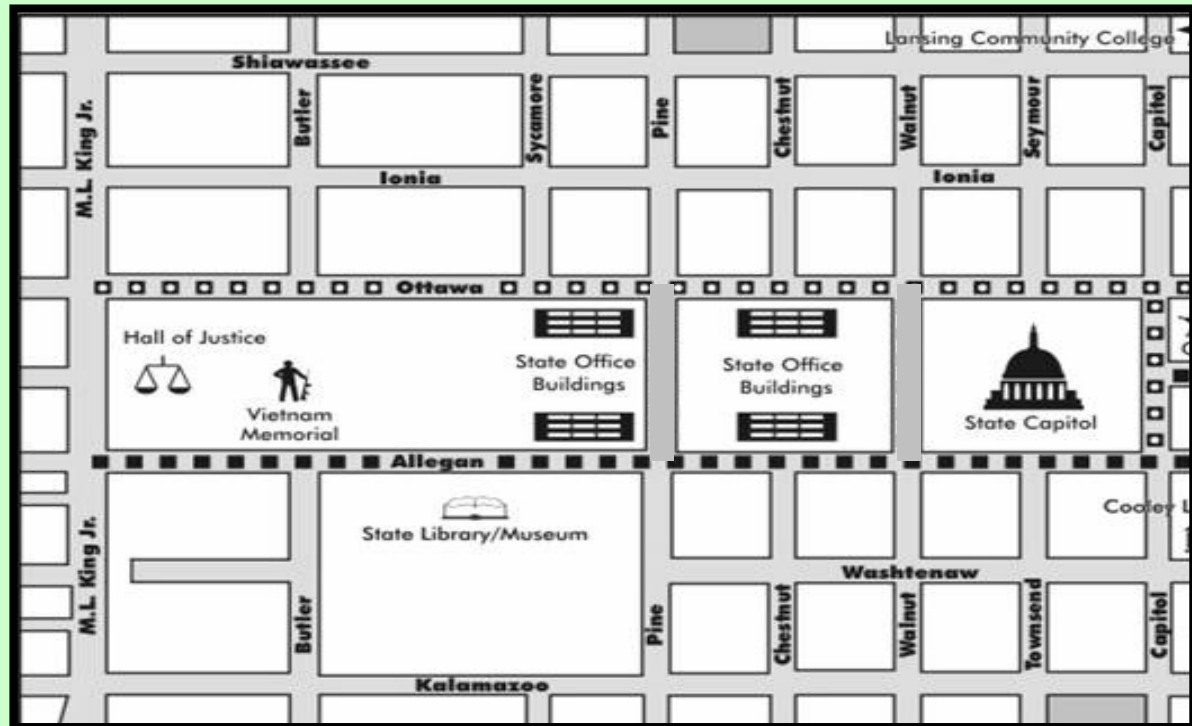 Lansing Community College
Shiawassee
M.L. King Jr.
Butler
Sycamore
Pine
Chestnut
Walnut
Seymour
Capitol
Ionia
Ionia
Ottawa
Hall of Justice
Vietnam
Memorial
State Office
Buildings
State Office
Buildings
State Capitol
Allegan
State Library/Museum
Cooley L
Washtenaw
M.L. King Jr.
Butler
Pine
Chestnut
Walnut
Townsend
Capitol
Kalamazoo